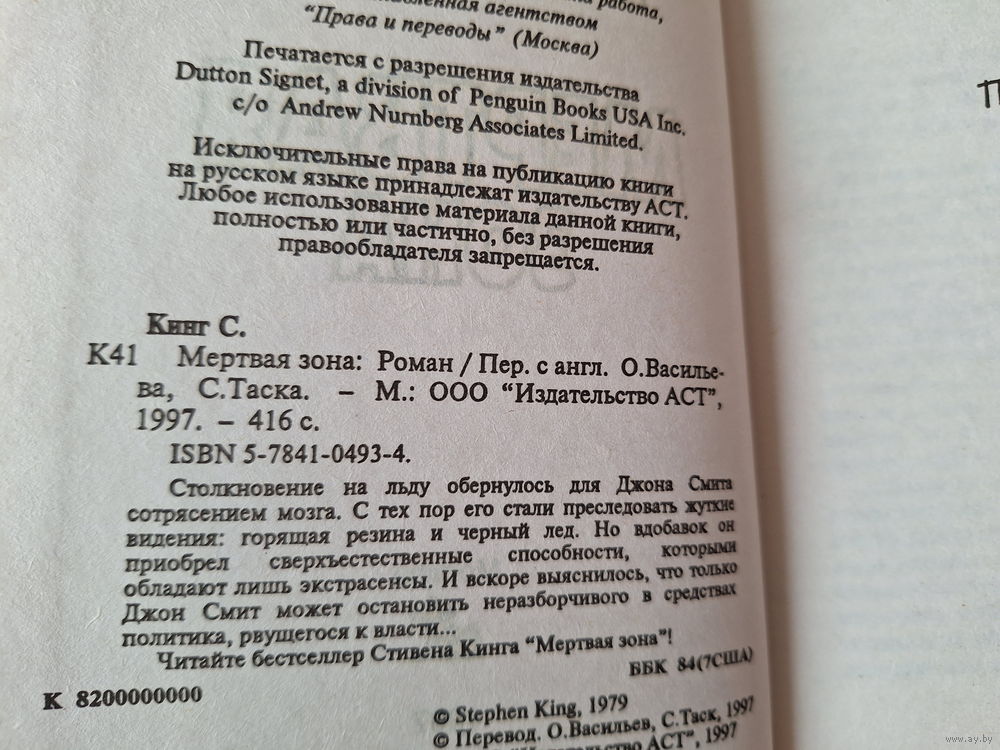 работа,
агентством
“Права и переводы” (Москва)
Печатается с разрешения издательства
Dutton Signet, a division of Penguin Books USA Inc.
c/o Andrew Nurnberg Associates Limited.
Исключительные права на публикацию книги
на русском языке принадлежат издательству АСТ.
Любое использование материала данной книги,
полностью или частично, без разрешения
правообладателя запрещается.
Кинг С.
К41 Мертвая зона: Роман / Пер. с англ. О.Василье-
ва, С.Таска. – М.: ООО “Издательство АСТ”,
1997. – 416 с.
ISBN 5-7841-0493-4.
Столкновение на льду обернулось для Джона Смита
сотрясением мозга. С тех пор его стали преследовать жуткие
видения: горящая резина и черный лед. Но вдобавок он
приобрел сверхъестественные способности, которыми
обладают лишь экстрасенсы. И вскоре выяснилось, что только
Джон Смит может остановить неразборчивого в средствах
политика, рвущегося к власти...
Читайте бестселлер Стивена Кинга “Мертвая зона”!
ББК 84(7США)
К 8200000000
© Stephen King, 1979
© Перевод. О.Васильев, С.Таск, 1997
АСТ”, 1997
www.ay.by